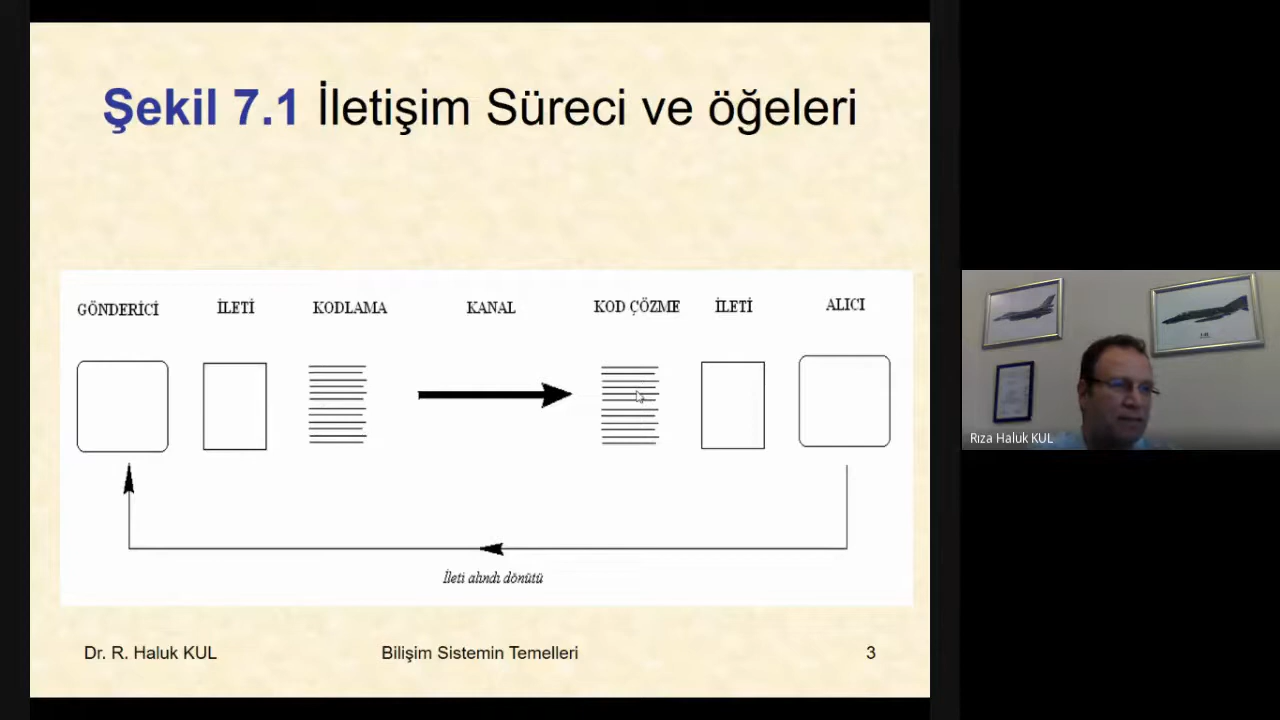 Şekil 7.1 İletişim Süreci ve öğeleri
GÖNDERİCİ İLETİ KODLAMA KANAL KOD ÇÖZME İLETİ ALICI
İleti alındı dönütü
Dr. R. Haluk KUL Bilişim Sistemin Temelleri 3
Rıza Haluk KUL